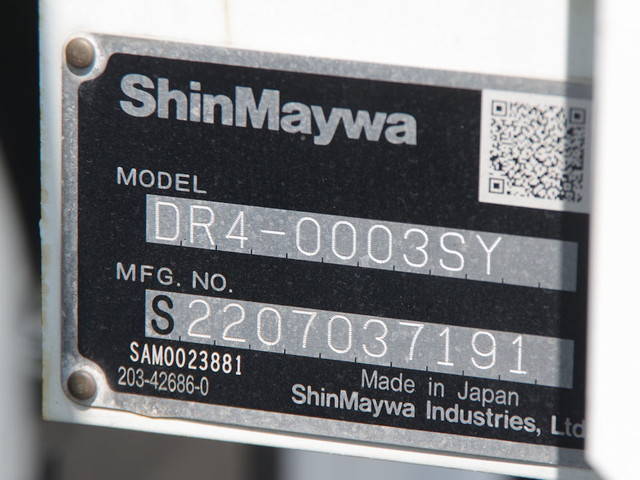 ShinMaywa
MODEL
DR4-0003SY
MFG. NO.
S2207037191
SAM0023881
203-42686-0
Made in Japan
ShinMaywa Industries, Ltd